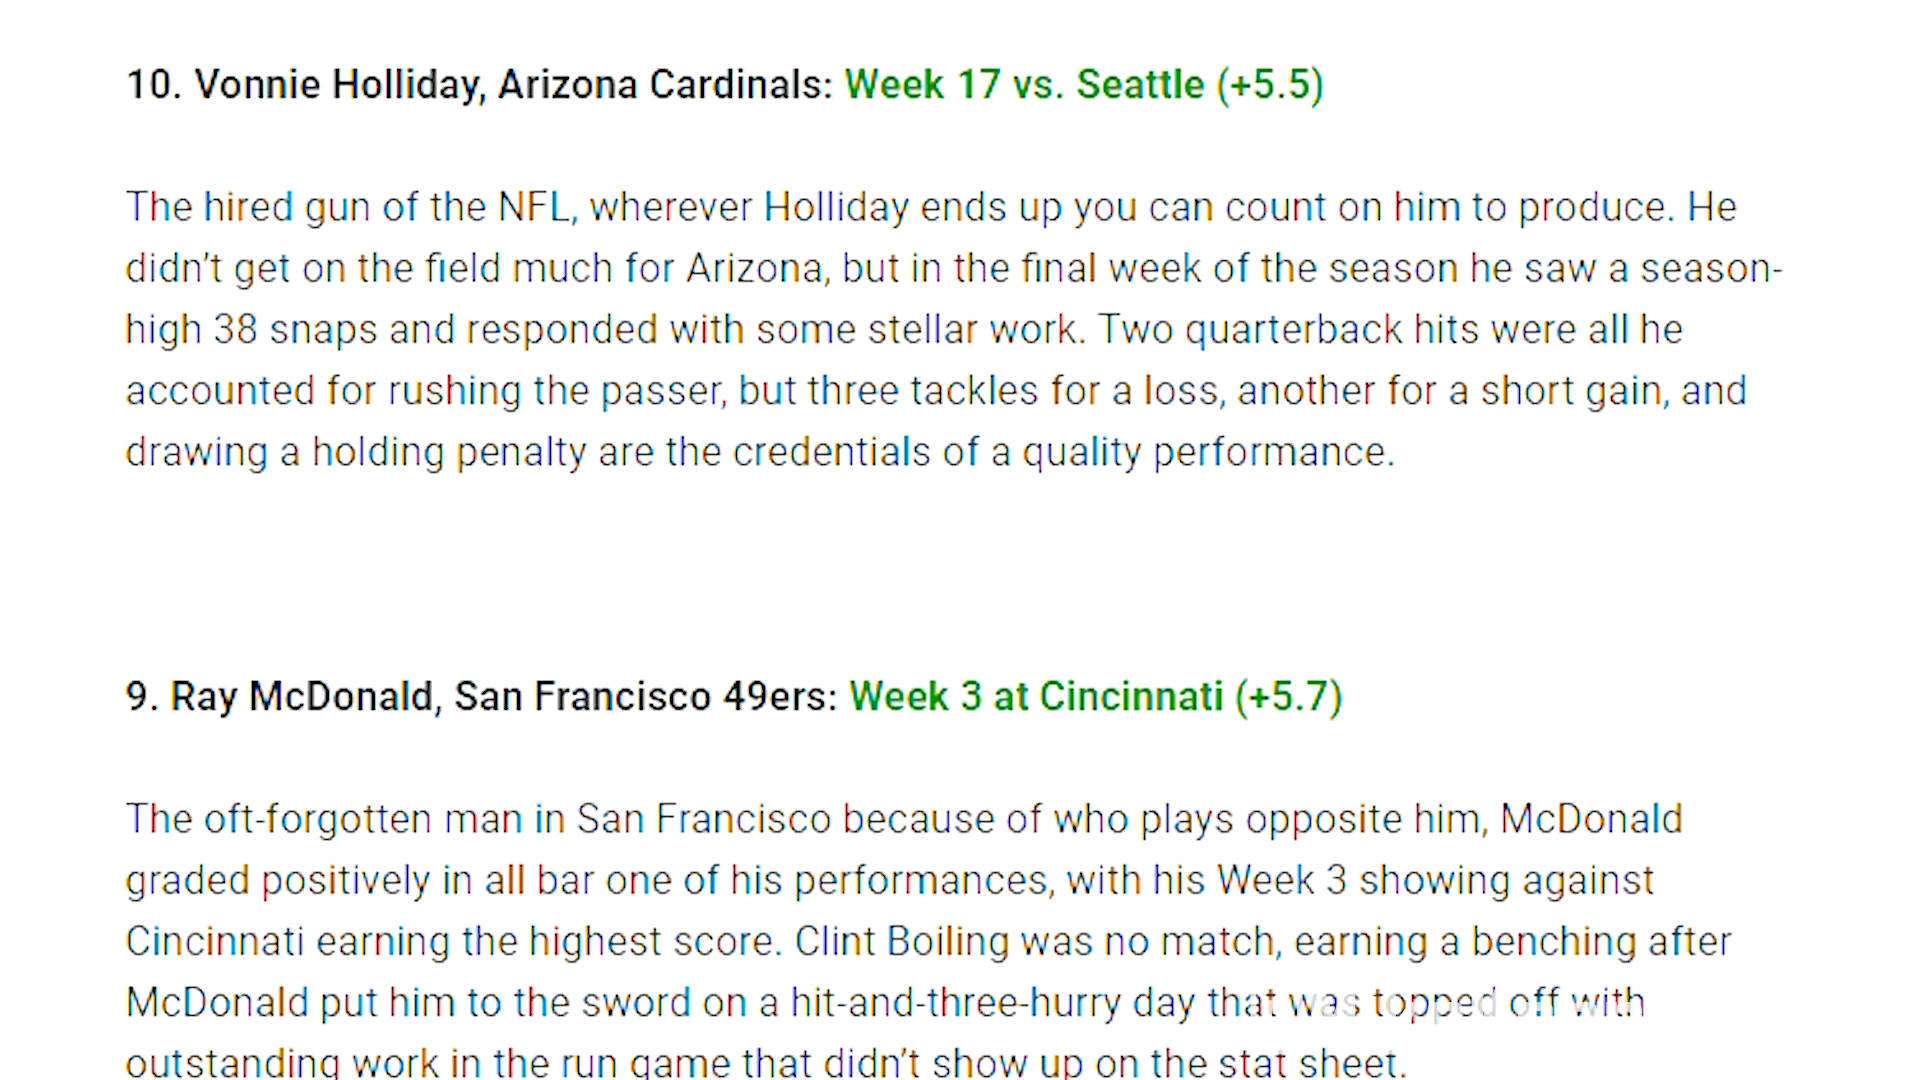 10. Vonnie Holliday, Arizona Cardinals: Week 17 vs. Seattle (+5.5)
The hired gun of the NFL, wherever Holliday ends up you can count on him to produce. He
didn't get on the field much for Arizona, but in the final week of the season he saw a season-
high 38 snaps and responded with some stellar work. Two quarterback hits were all he
accounted for rushing the passer, but three tackles for a loss, another for a short gain, and
drawing a holding penalty are the credentials of a quality performance.
9. Ray McDonald, San Francisco 49ers: Week 3 at Cincinnati (+5.7)
The oft-forgotten man in San Francisco because of who plays opposite him, McDonald
graded positively in all bar one of his performances, with his Week 3 showing against
Cincinnati earning the highest score. Clint Boiling was no match, earning a benching after
McDonald put him to the sword on a hit-and-three-hurry day that was topped off with
outstanding work in the run game that didn't show up on the stat sheet.